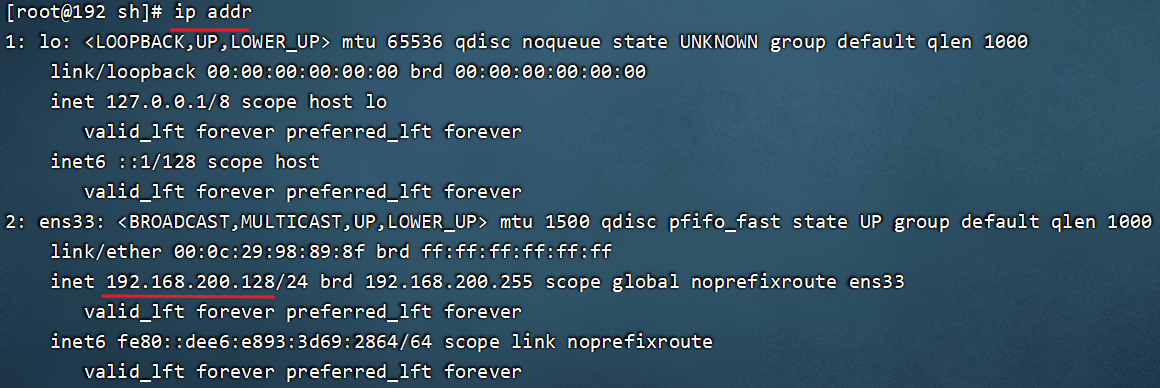 [root@192 sh]# ip addr
1: lo: <LOOPBACK,UP,LOWER_UP> mtu 65536 qdisc noqueue state UNKNOWN group default qlen 1000
link/loopback 00:00:00:00:00:00 brd 00:00:00:00:00:00
inet 127.0.0.1/8 scope host lo
valid_lft forever preferred_lft forever
inet6 ::1/128 scope host
valid_lft forever preferred_lft forever
2: ens33: <BROADCAST,MULTICAST,UP,LOWER_UP> mtu 1500 qdisc pfifo_fast state UP group default qlen 1000
link/ether 00:0c:29:98:89:8f brd ff:ff:ff:ff:ff:ff
inet 192.168.200.128/24 brd 192.168.200.255 scope global noprefixroute ens33
valid_lft forever preferred_lft forever
inet6 fe80::dee6:e893:3d69:2864/64 scope link noprefixroute
valid_lft forever preferred_lft forever